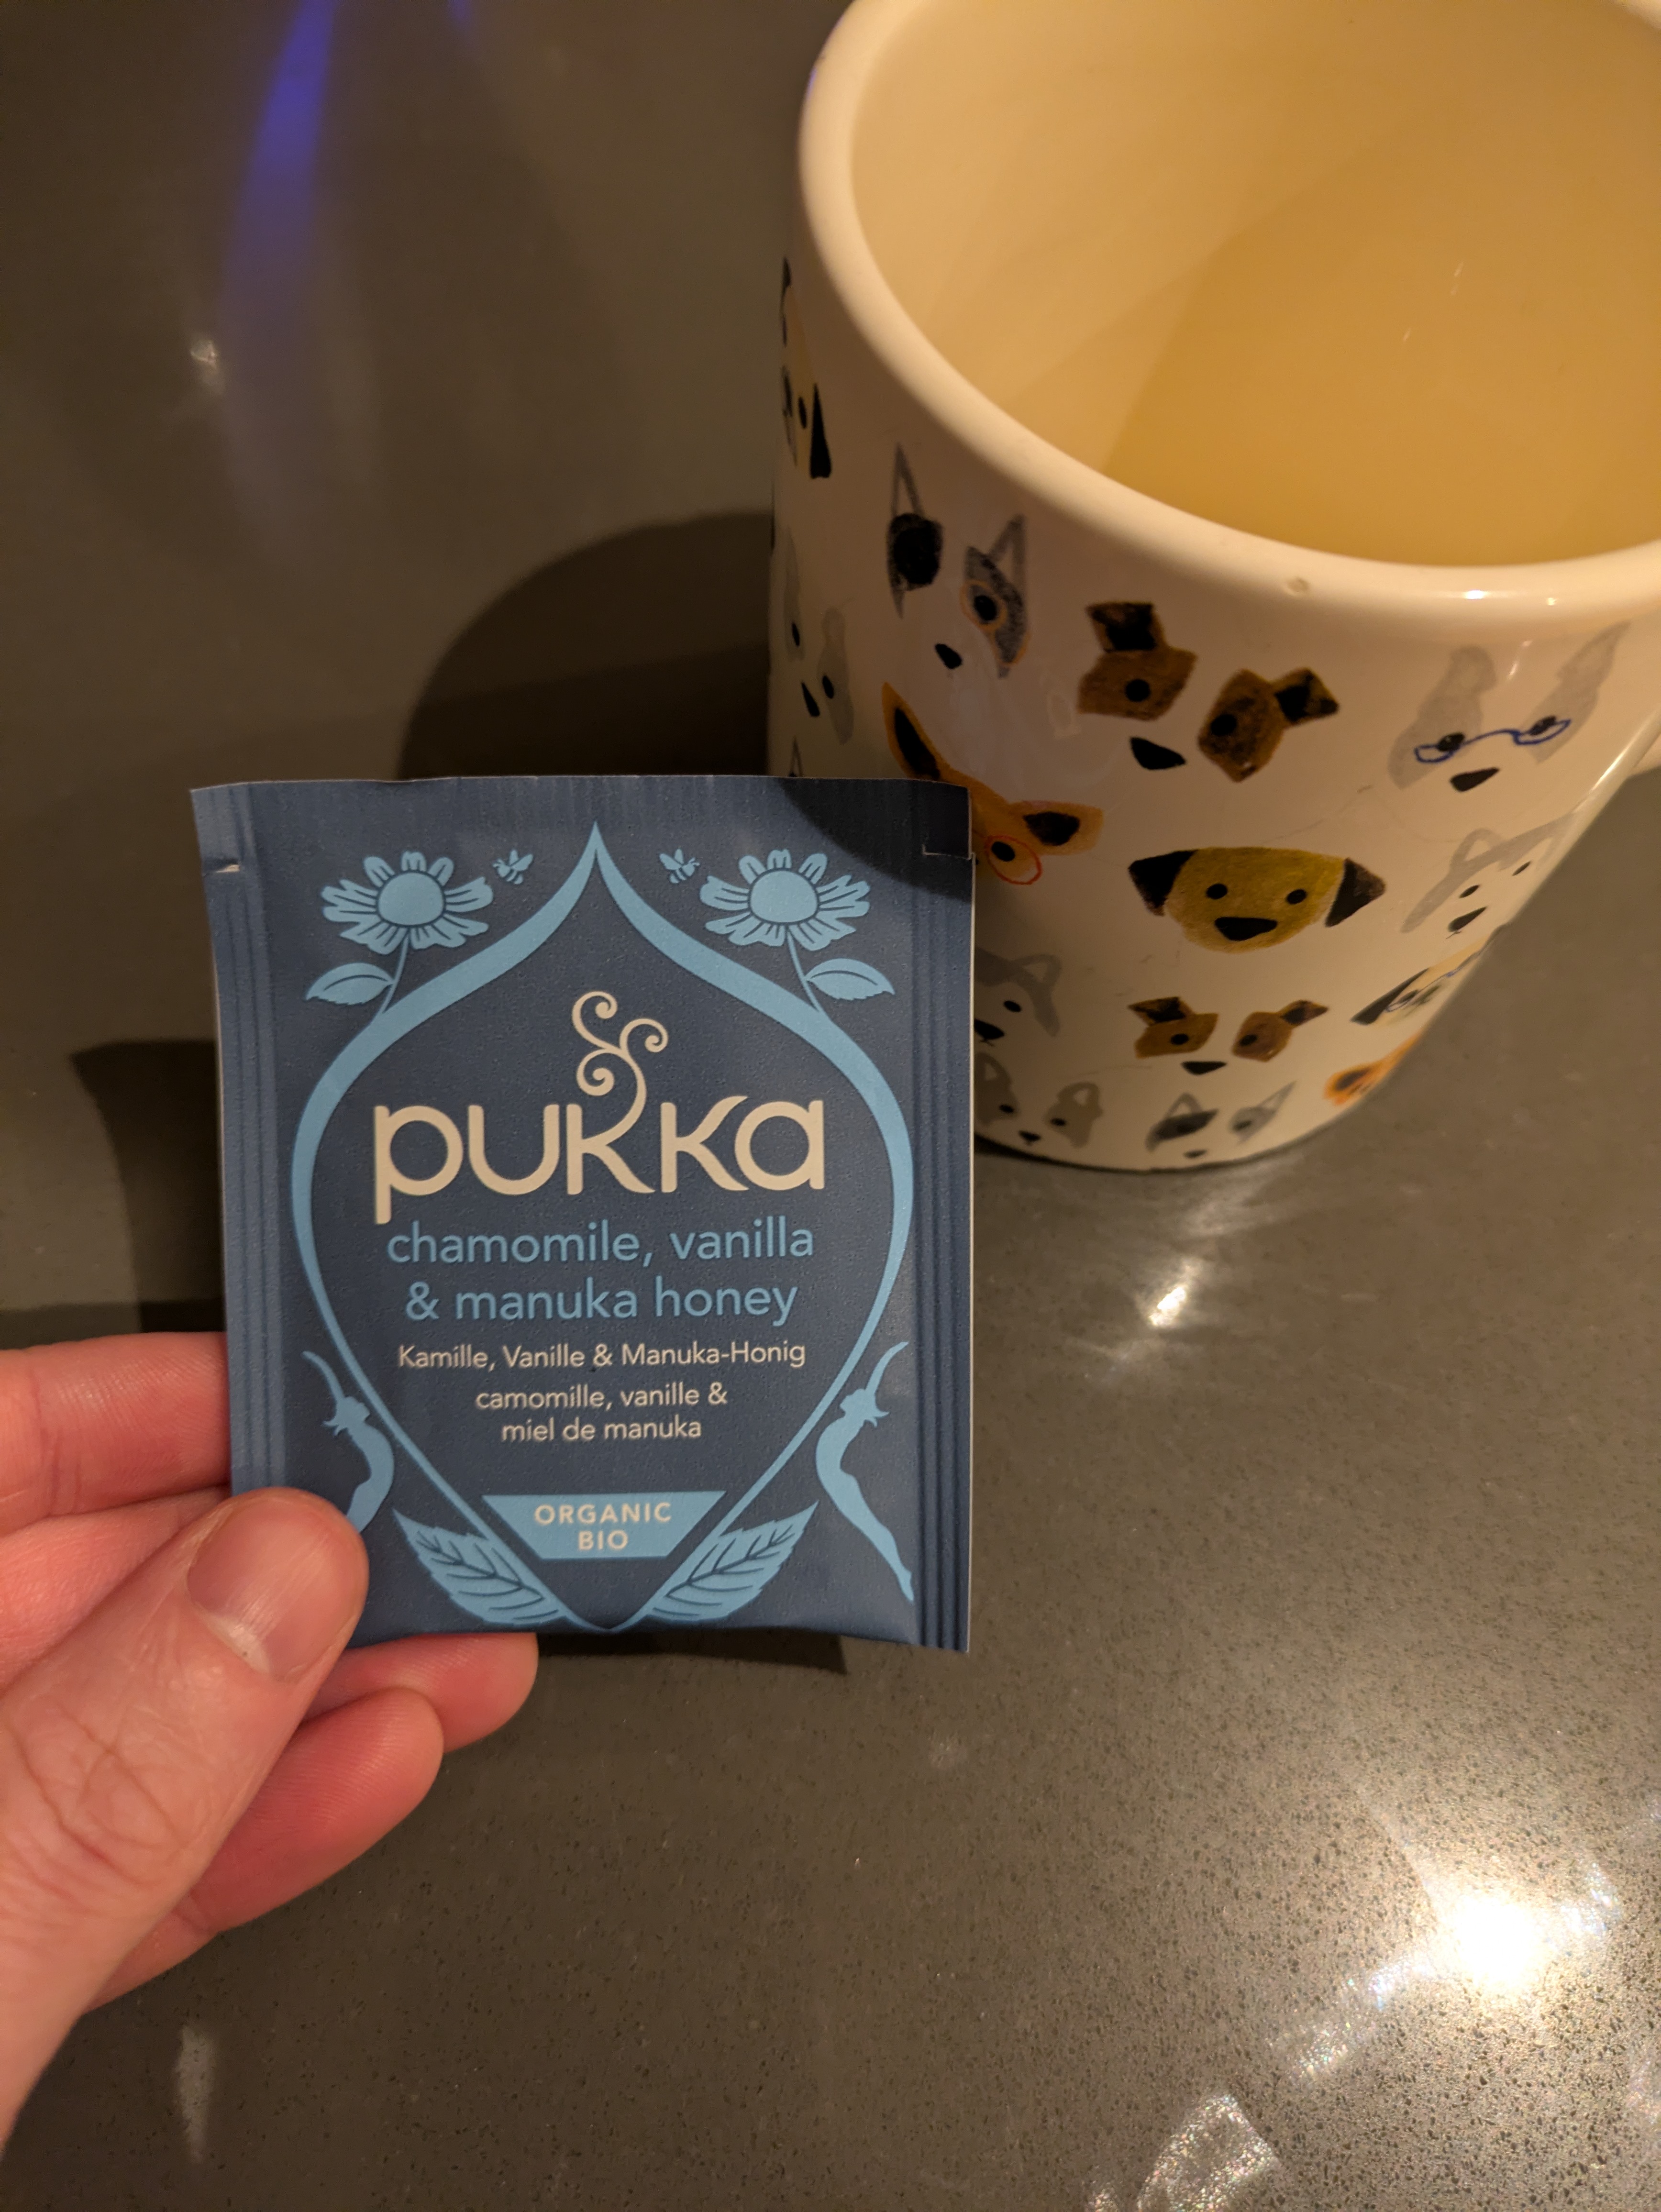 pukka
chamomile, vanilla
& manuka honey
Kamille, Vanille & Manuka-Honig
camomille, vanille &
miel de manuka
ORGANIC
BIO